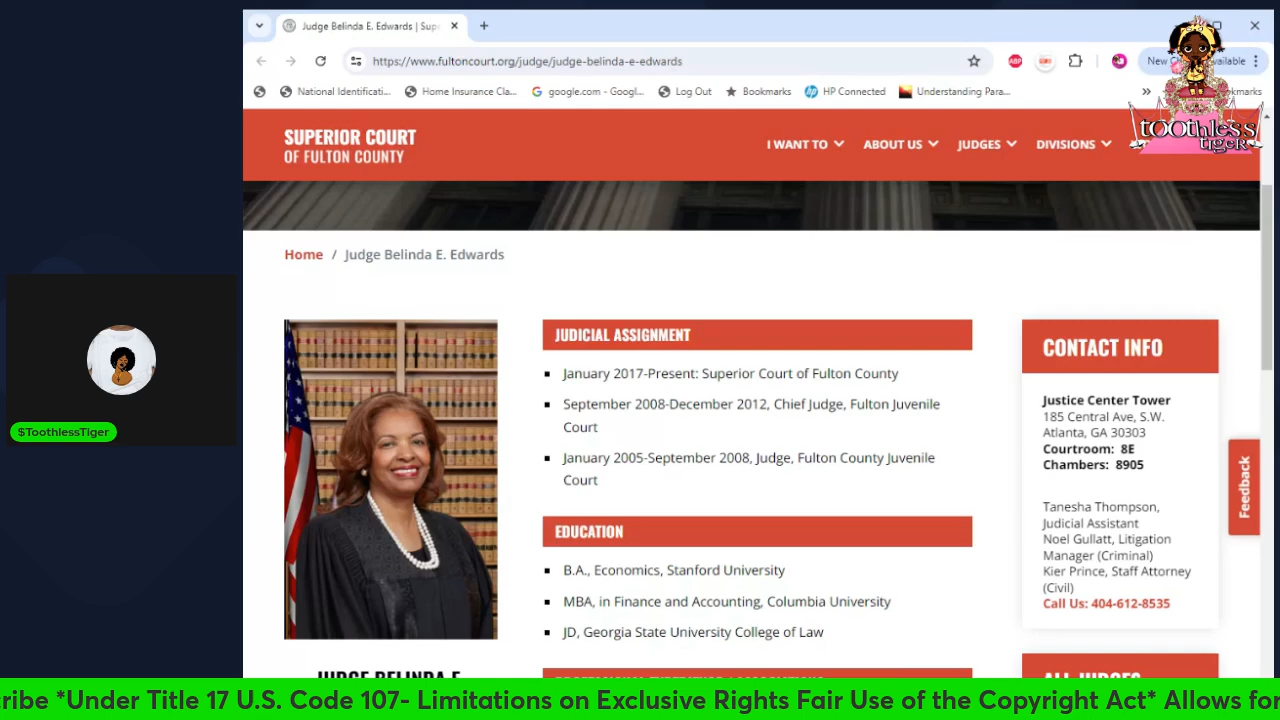 Judge Belinda E. Edwards | Sup
https://www.fultoncourt.org/judge/judge-belinda-e-edwards
New C
available
National Identificati...
Home Insurance Cla...
google.com - Googl...
Log Out
Bookmarks
HP Connected
Understanding Para...
toothless
tiger
SUPERIOR COURT
OF FULTON COUNTY
I WANT TO
ABOUT US
JUDGES
DIVISIONS
Home / Judge Belinda E. Edwards
JUDICIAL ASSIGNMENT
January 2017-Present: Superior Court of Fulton County
September 2008-December 2012, Chief Judge, Fulton Juvenile
Court
January 2005-September 2008, Judge, Fulton County Juvenile
Court
EDUCATION
B.A., Economics, Stanford University
MBA, in Finance and Accounting, Columbia University
JD, Georgia State University College of Law
CONTACT INFO
Justice Center Tower
185 Central Ave, S.W.
Atlanta, GA 30303
Courtroom: 8E
Chambers: 8905
Tanesha Thompson,
Judicial Assistant
Noel Gullatt, Litigation
Manager (Criminal)
Kier Prince, Staff Attorney
(Civil)
Call Us: 404-612-8535
Feedback
$ToothlessTiger
JUDGE BELINDA E
ALL JUDGES
cribe *Under Title 17 U.S. Code 107- Limitations on Exclusive Rights Fair Use of the Copyright Act* Allows for